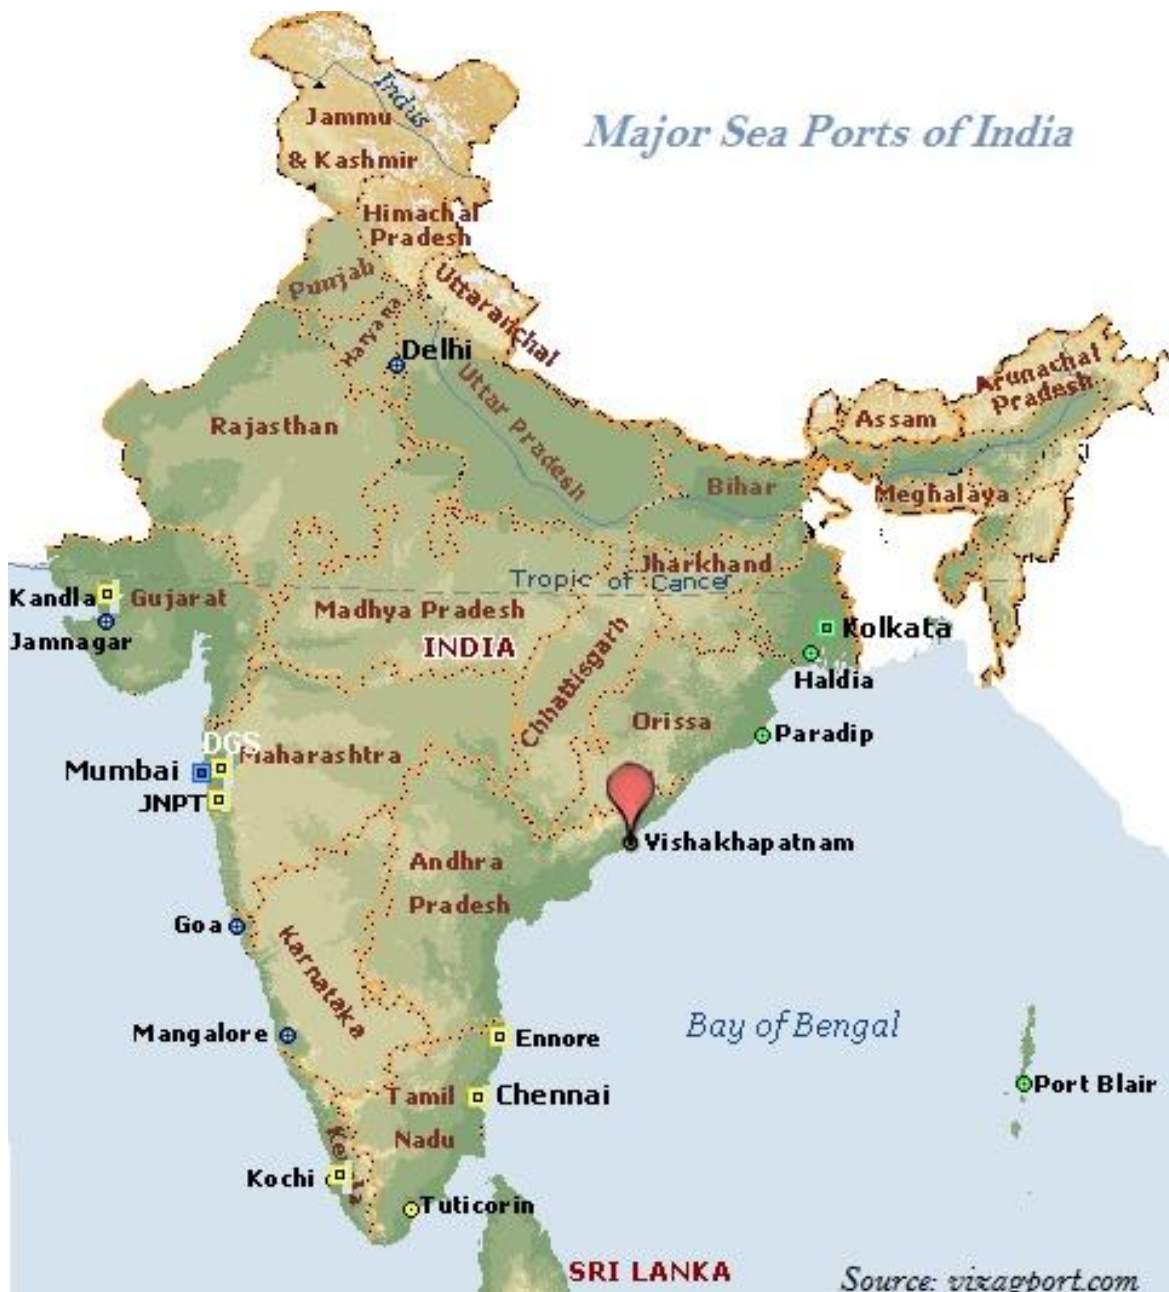 Indus
Jammu
& Kashmir
Major Sea Ports of India
Himachal
Pradesh
Punjab
Uttaranchal
Haryana
Delhi
Uttar Pradesh
Rajasthan
Arunachal
Pradesh
Assam
Bihar
Meghalaya
Jharkhand
Tropic of Cancer
Kandla
Gujarat
Madhya Pradesh
Jamnagar
INDIA
Kolkata
Chhattisgarh
Haldia
Orissa
Paradip
DGS
Maharashtra
Mumbai
JNPT
Vishakhapatnam
Andhra
Pradesh
Goa
Karnataka
Bay of Bengal
Mangalore
Ennore
Port Blair
Tamil
Chennai
Nadu
Kochi
Tuticorin
SRI LANKA
Source: vizagport.com